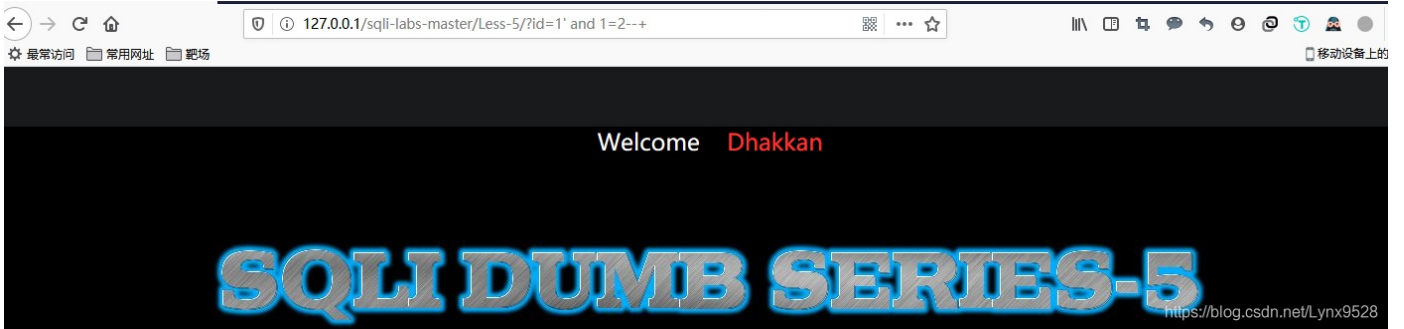 127.0.0.1/sqli-labs-master/Less-5/?id=1' and 1=2--+
最常访问 常用网址 靶场 移动设备上的
Welcome Dhakkan
SQLI DUMB SERIES-5
https://blog.csdn.net/Lynx9528